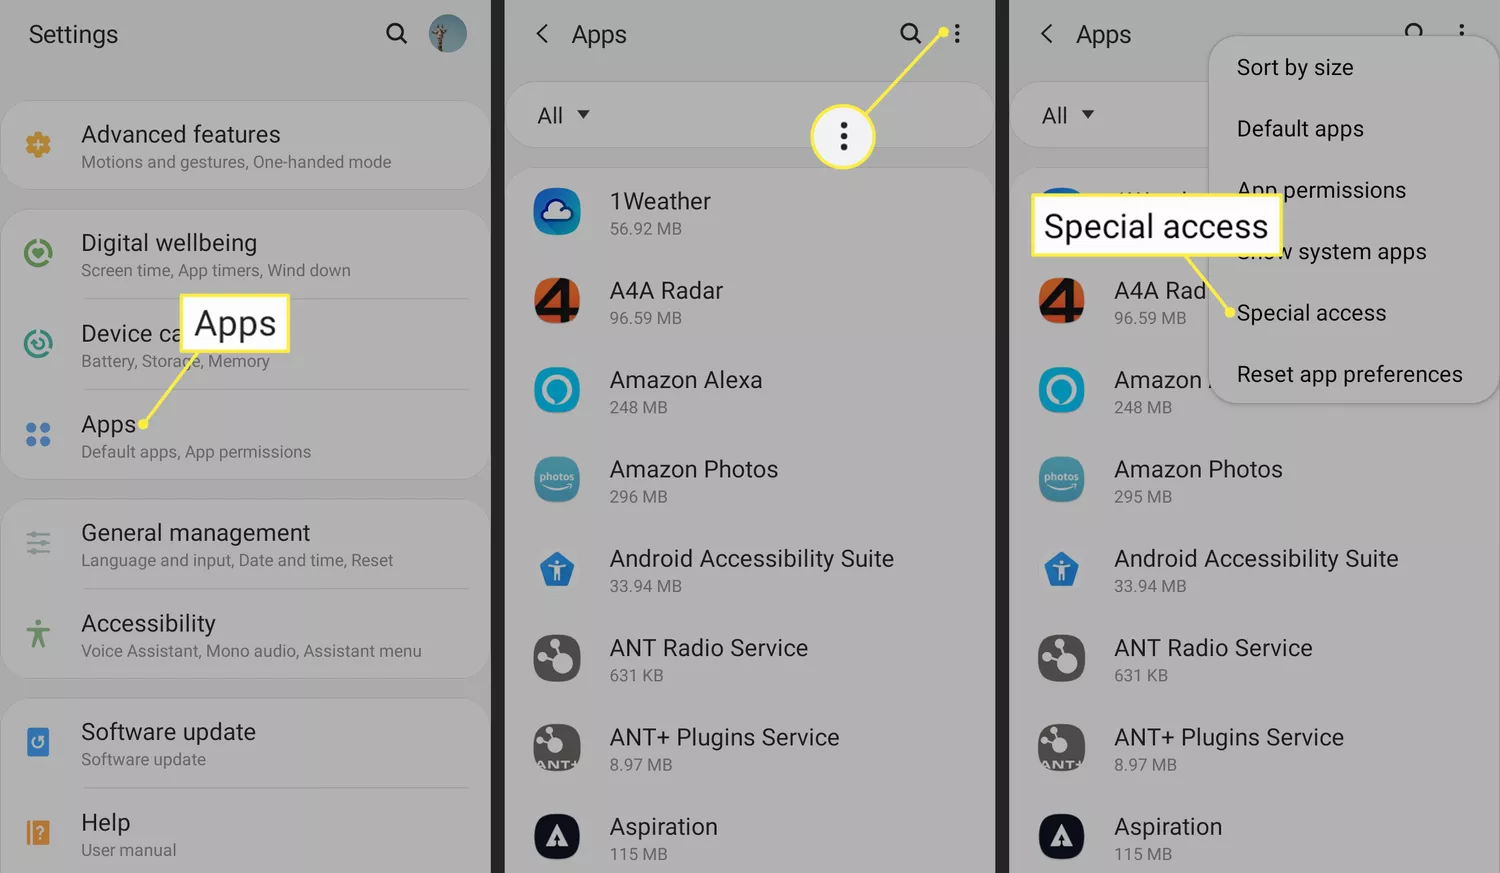 Settings
Advanced features
Motions and gestures, One-handed mode
Digital wellbeing
Screen time, App timers, Wind down
Device ca
Apps
Battery, Storage, Memory
Apps
Default apps, App permissions
General management
Language and input, Date and time, Reset
Accessibility
Voice Assistant, Mono audio, Assistant menu
Software update
Software update
Help
User manual
Apps
All
1Weather
56.92 MB
4
A4A Radar
96.59 MB
Amazon Alexa
248 MB
photos
Amazon Photos
296 MB
Android Accessibility Suite
33.94 MB
ANT Radio Service
631 KB
ANT+
ANT+ Plugins Service
8.97 MB
Aspiration
115 MB
Apps
All
Sort by size
Default apps
App permissions
Special access
Show system apps
Special access
Reset app preferences
4
A4A Rad
96.59 MB
Amazon
248 MB
photos
Amazon Photos
295 MB
Android Accessibility Suite
33.94 MB
ANT Radio Service
631 KB
ANT+
ANT+ Plugins Service
8.97 MB
Aspiration
115 MB